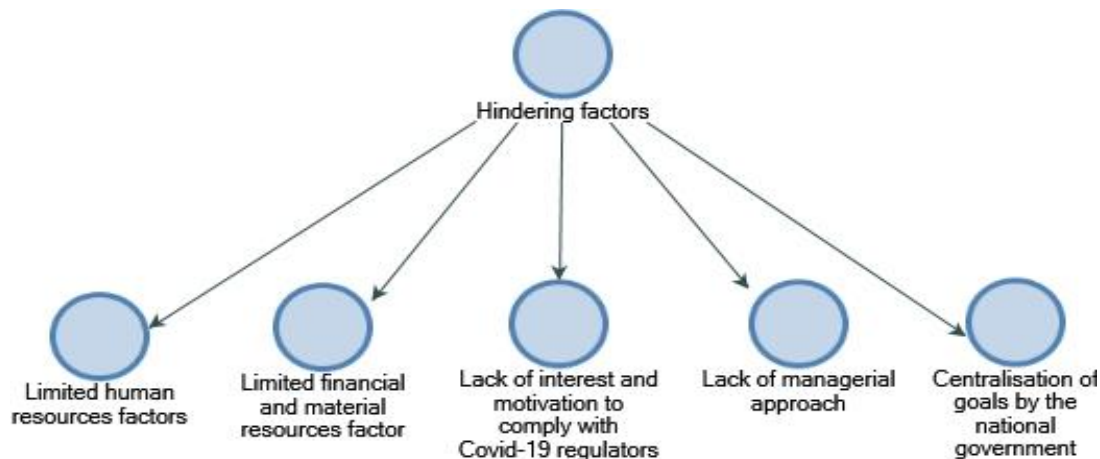 Hindering factors
Limited human
resources factors
Limited financial
and material
resources factor
Lack of interest and
motivation to
comply with
Covid-19 regulators
Lack of managerial
approach
Centralisation of
goals by the
national
government